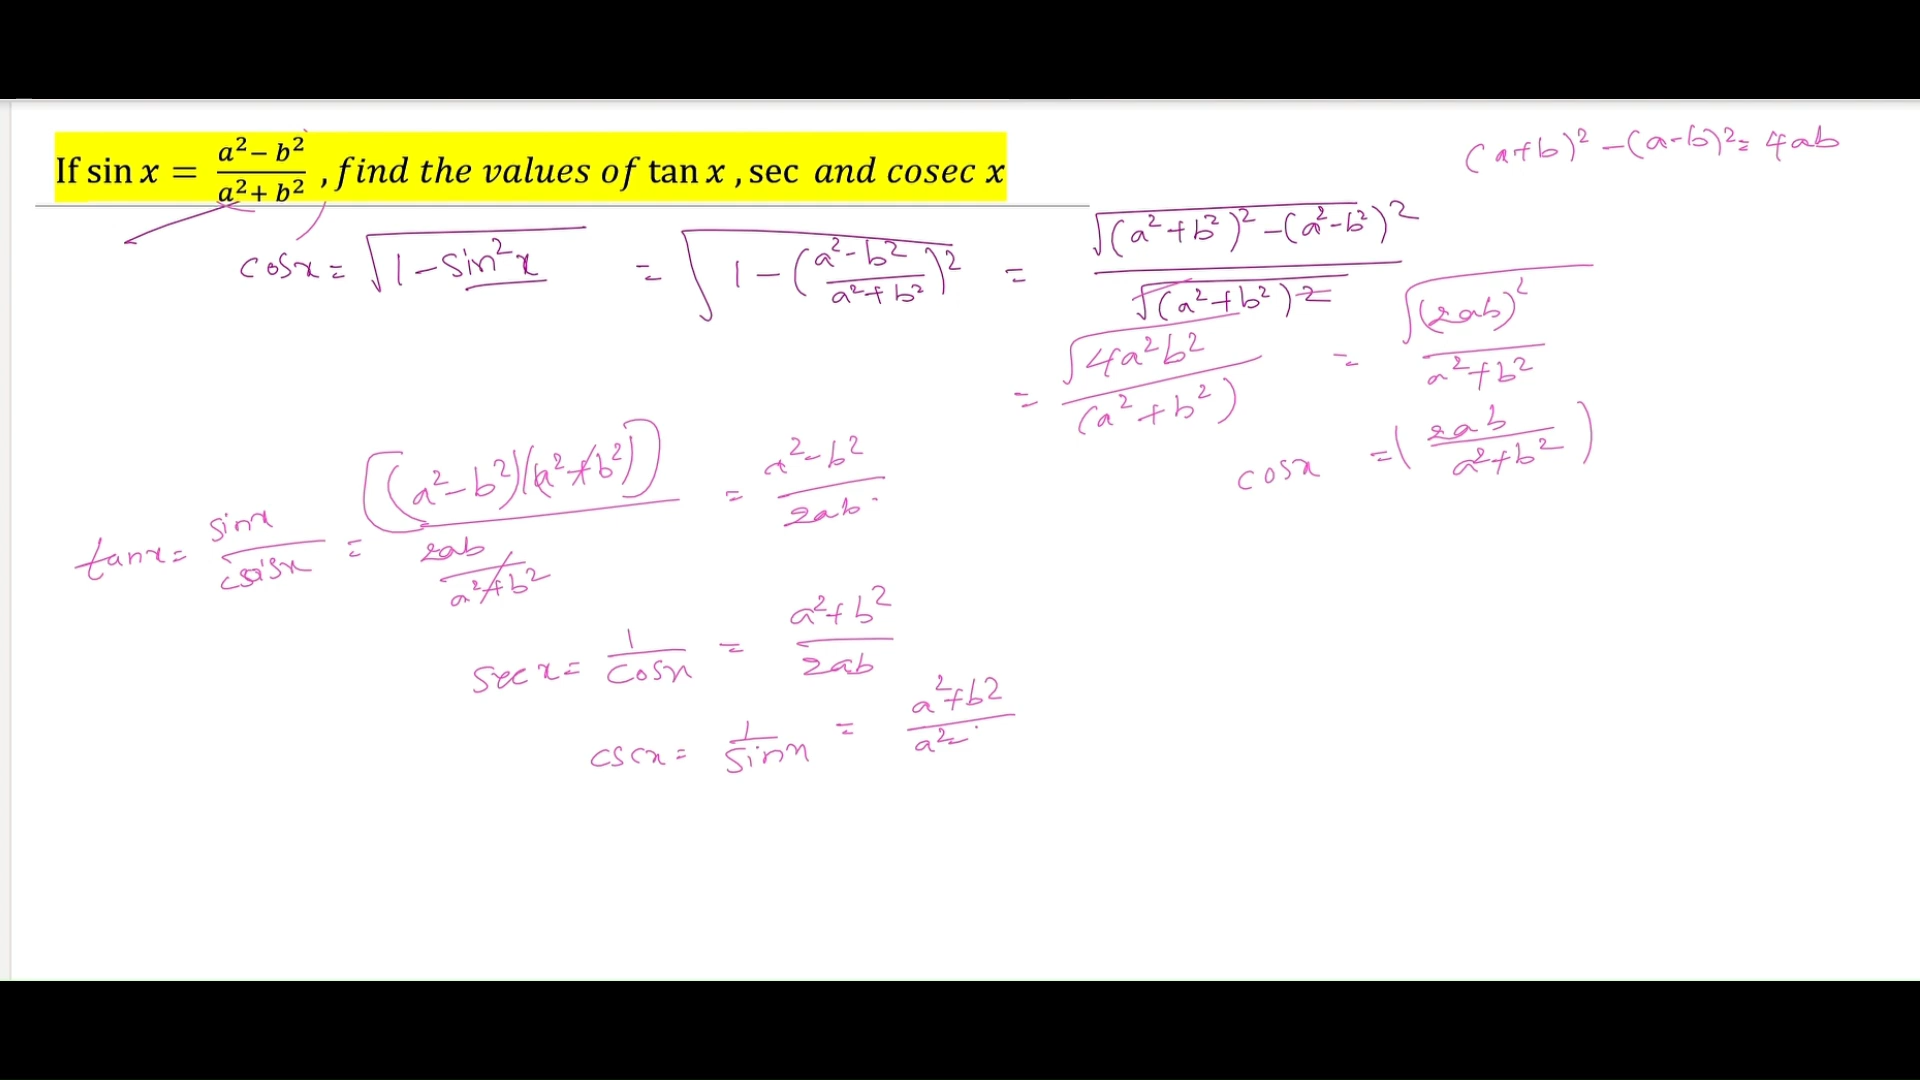 If sin x = (a² − b²)/(a² + b²) , find the values of tan x , sec and cosec x
(a+b)² − (a−b)² = 4ab
cosx = √(1 − sin²x) = √(1 − ((a² − b²)/(a² + b²))²) = √((a² + b²)² − (a² − b²)²) / √((a² + b²)²)
= √(4a²b²) / (a² + b²) = √((2ab)²) / (a² + b²)
cosx = (2ab/(a² + b²))
tanx = sinx/cosx = [(a² − b²)/(a² + b²)] / (2ab/(a² + b²)) = (a² − b²)/2ab
secx = 1/cosx = (a² + b²)/2ab
cscx = 1/sinx = (a² + b²)/a² −